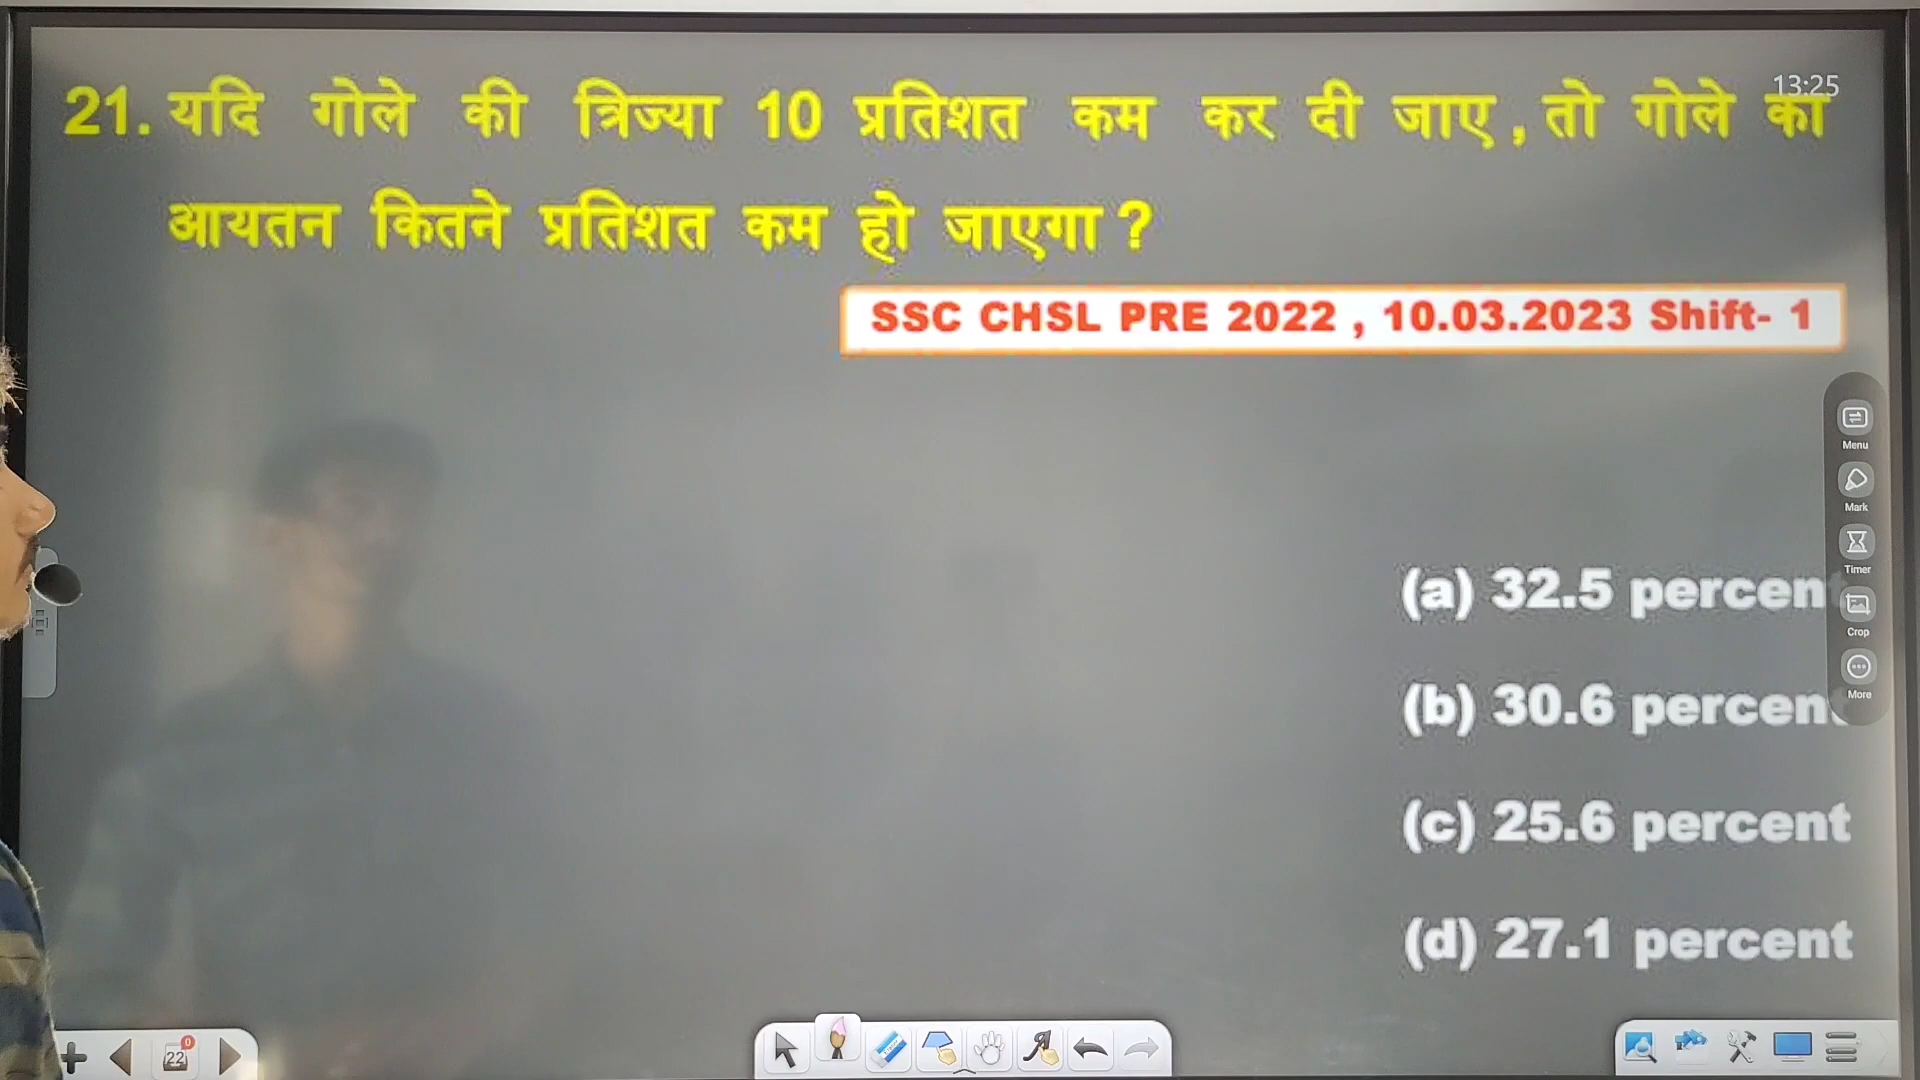 13:25
21. यदि गोले की त्रिज्या 10 प्रतिशत कम कर दी जाए, तो गोले का
आयतन कितने प्रतिशत कम हो जाएगा?
SSC CHSL PRE 2022 , 10.03.2023 Shift- 1
Menu
Mark
Timer
Crop
More
(a) 32.5 percent
(b) 30.6 percent
(c) 25.6 percent
(d) 27.1 percent
22
0